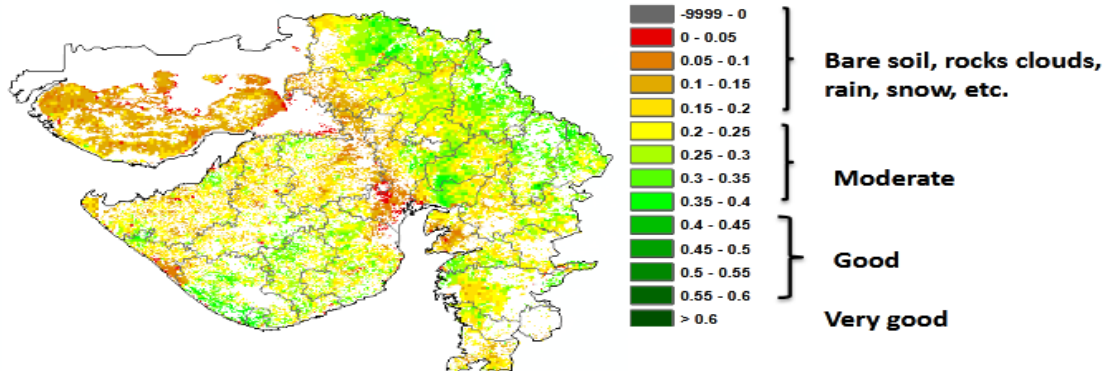 -9999 - 0
0 - 0.05
0.05 - 0.1
0.1 - 0.15
0.15 - 0.2
0.2 - 0.25
0.25 - 0.3
0.3 - 0.35
0.35 - 0.4
0.4 - 0.45
0.45 - 0.5
0.5 - 0.55
0.55 - 0.6
> 0.6
Bare soil, rocks clouds,
rain, snow, etc.
Moderate
Good
Very good